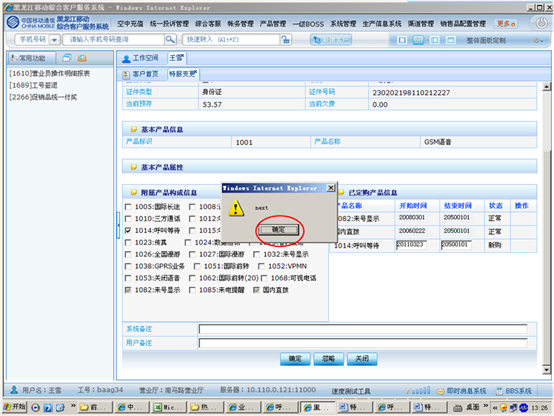 黑龙江移动综合客户服务系统 - Windows Internet Explorer
中国移动通信 CHINA MOBILE 黑龙江移动 综合客户服务系统
空中充值 统一投诉管理 综合客服 帐务管理 产品管理 一级BOSS 系统管理 生产信息系统 渠道管理 销售品配置管理 更多
手机号码 请输入手机号码查询 快速转入 (Alt+Z) 整体面板定制
常用功能 工作空间 王雪
[1610]营业员操作明细报表
[1689]工号签退
[2266]促销品统一付奖
客户首页 特服变更
证件类型 身份证 证件号码 230202198110212227
当前预存 53.57 当前欠费 0.00
基本产品信息
产品标识 1001 产品名称 GSM语音
基本产品属性
附属产品构成信息 已定购产品信息
Windows Internet Explorer
next
确定
产品名称 开始时间 结束时间 状态 操作
1082:来号显示 20080301 20500101 正常
国内直拨 20060222 20500101 正常
1014:呼叫等待 20110323 20500101 新购
1005:国际长途
1010:三方通话
1014:呼叫等待
1023:传真
1026:全国漫游 1027:国际漫游 1032:来号显示
1038:GPRS业务 1051:国际前转 1052:VPMN
1053:关闭语音 1062:国际前转(20) 1068:可视电话
1082:来号显示 1085:来电提醒 国内直拨
系统备注
用户备注
确定 忽略 关闭
用户名:王雪 工号:baag34 营业厅:南马路营业厅 服务器:10.110.0.121:11000 速度测试工具 即时消息系统 BBS系统
开始 13:26